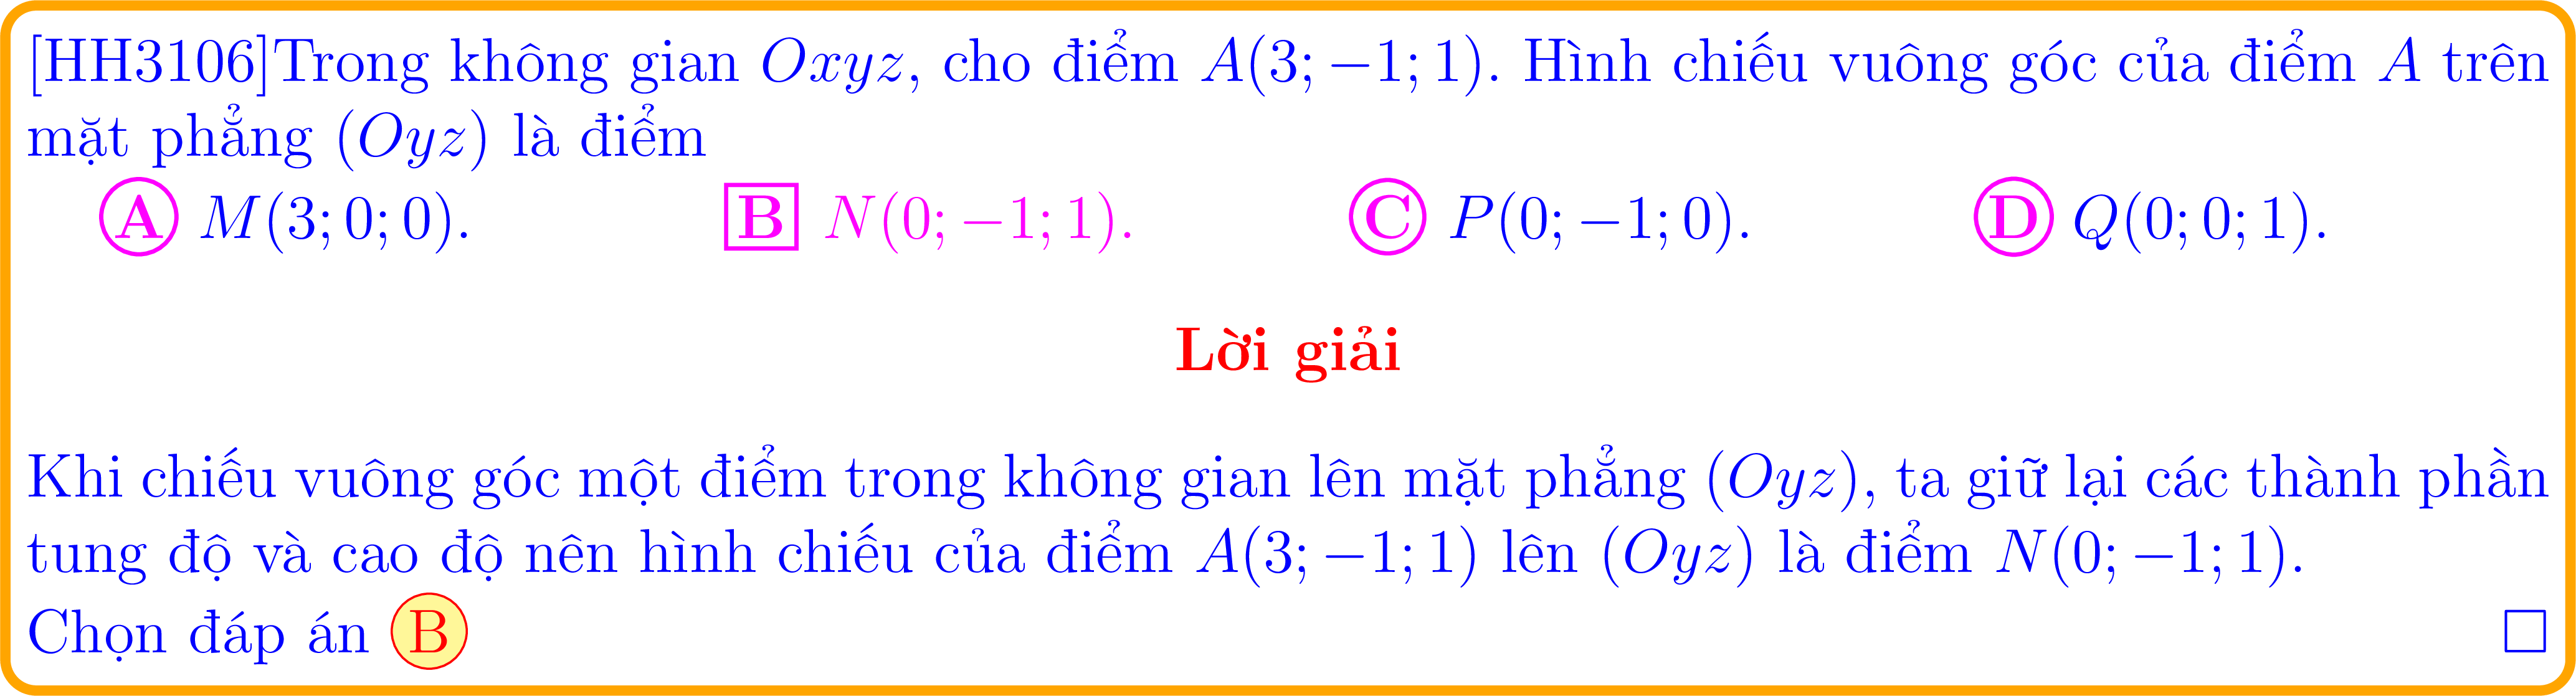 [HH3106]Trong không gian Oxyz, cho điểm A(3; −1; 1). Hình chiếu vuông góc của điểm A trên
mặt phẳng (Oyz) là điểm
A M(3; 0; 0). B N(0; −1; 1). C P(0; −1; 0). D Q(0; 0; 1).
Lời giải
Khi chiếu vuông góc một điểm trong không gian lên mặt phẳng (Oyz), ta giữ lại các thành phần
tung độ và cao độ nên hình chiếu của điểm A(3; −1; 1) lên (Oyz) là điểm N(0; −1; 1).
Chọn đáp án B □